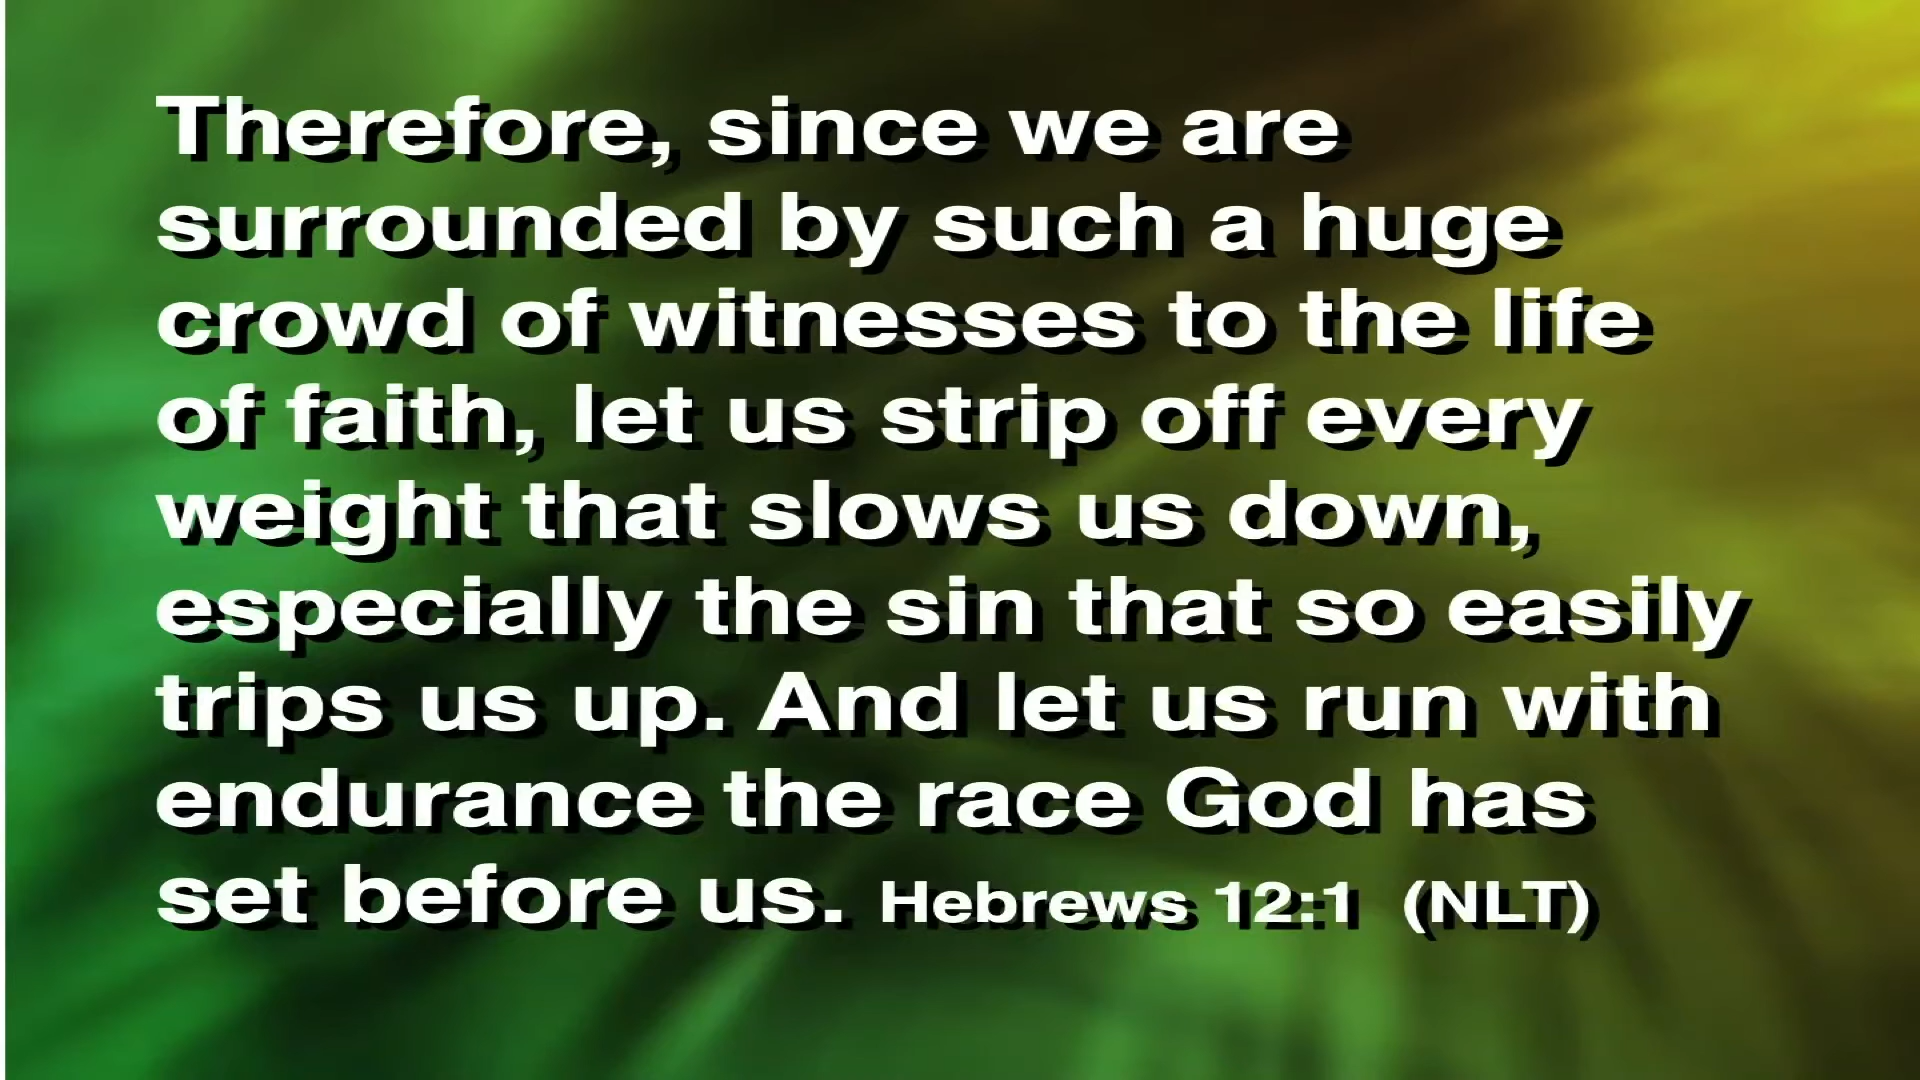 Therefore, since we are
surrounded by such a huge
crowd of witnesses to the life
of faith, let us strip off every
weight that slows us down,
especially the sin that so easily
trips us up. And let us run with
endurance the race God has
set before us. Hebrews 12:1 (NLT)